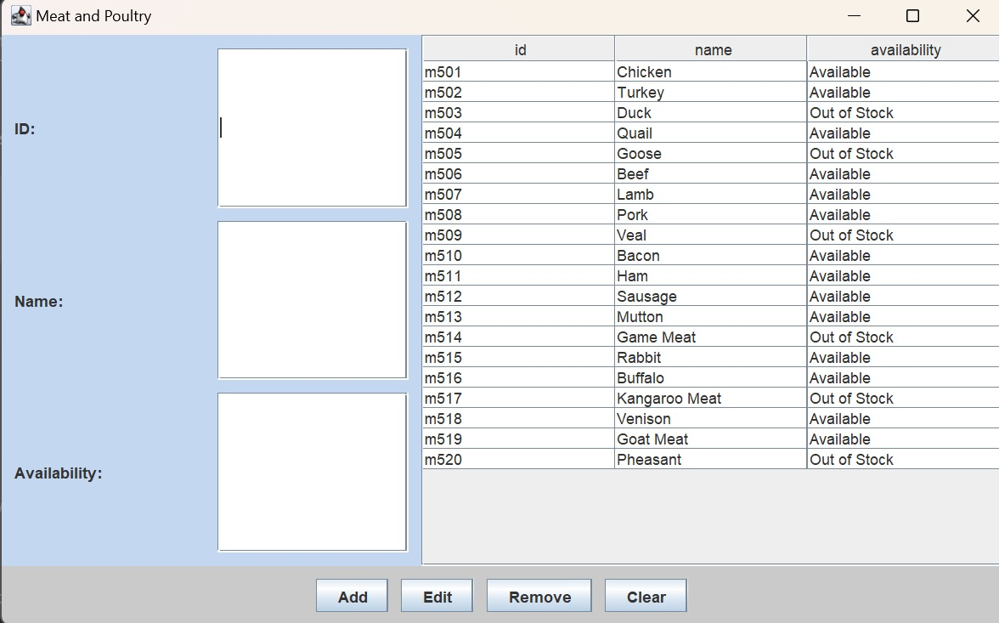 Meat and Poultry
ID:
Name:
Availability:
id name availability
m501 Chicken Available
m502 Turkey Available
m503 Duck Out of Stock
m504 Quail Available
m505 Goose Out of Stock
m506 Beef Available
m507 Lamb Available
m508 Pork Available
m509 Veal Out of Stock
m510 Bacon Available
m511 Ham Available
m512 Sausage Available
m513 Mutton Available
m514 Game Meat Out of Stock
m515 Rabbit Available
m516 Buffalo Available
m517 Kangaroo Meat Out of Stock
m518 Venison Available
m519 Goat Meat Available
m520 Pheasant Out of Stock
Add Edit Remove Clear